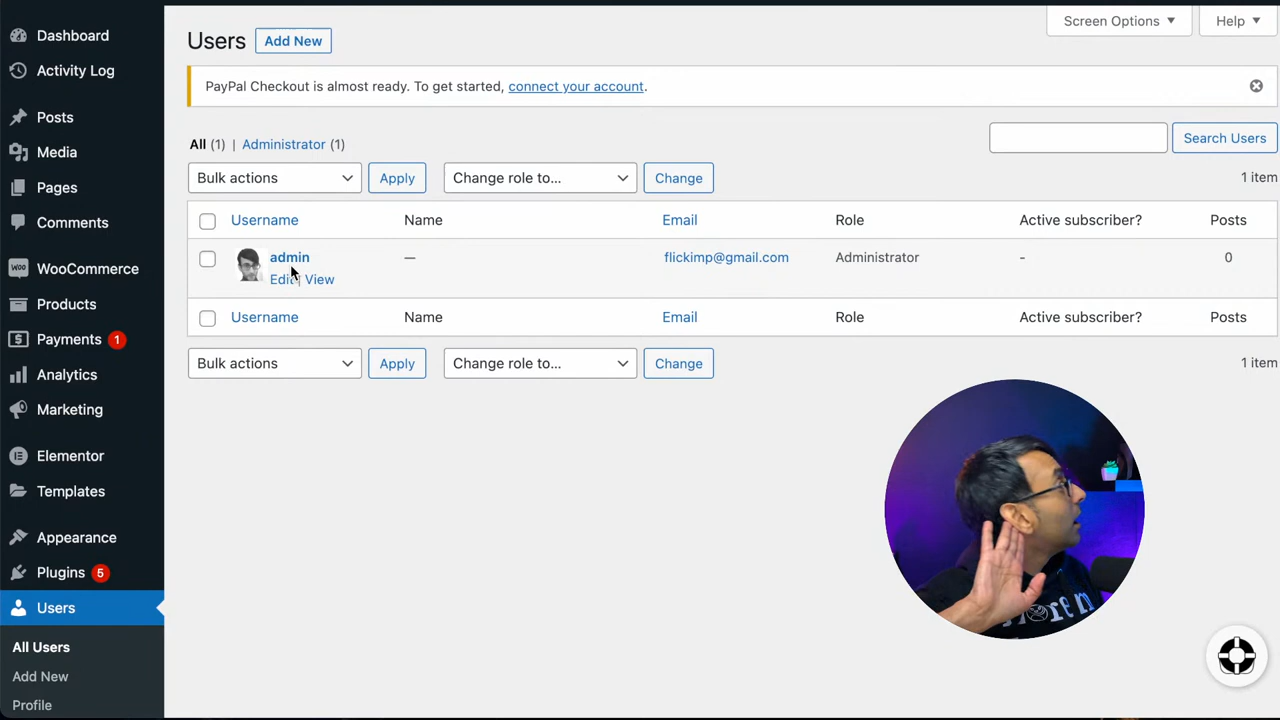 Dashboard
Activity Log
Posts
Media
Pages
Comments
WooCommerce
Products
Payments 1
Analytics
Marketing
Elementor
Templates
Appearance
Plugins 5
Users
All Users
Add New
Profile
Screen Options
Help
Users Add New
PayPal Checkout is almost ready. To get started, connect your account.
All (1) | Administrator (1)
Search Users
Bulk actions Apply Change role to... Change 1 item
Username Name Email Role Active subscriber? Posts
admin — flickimp@gmail.com Administrator - 0
Edit | View
Username Name Email Role Active subscriber? Posts
Bulk actions Apply Change role to... Change 1 item